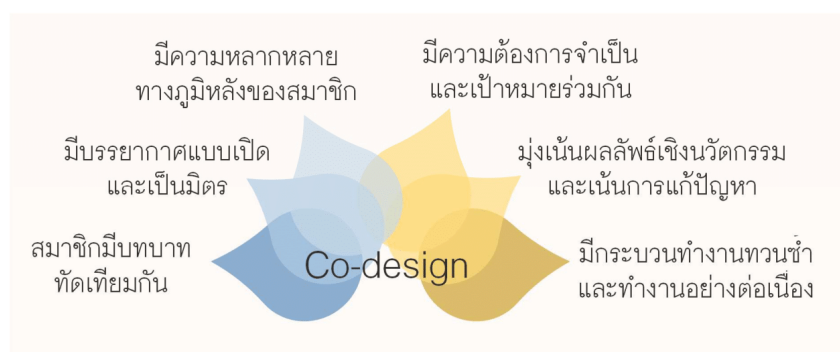 มีความหลากหลาย
ทางภูมิหลังของสมาชิก
มีความต้องการจำเป็น
และเป้าหมายร่วมกัน
มีบรรยากาศแบบเปิด
และเป็นมิตร
มุ่งเน้นผลลัพธ์เชิงนวัตกรรม
และเน้นการแก้ปัญหา
สมาชิกมีบทบาท
ทัดเทียมกัน
Co-design
มีกระบวนทำงานทวนซ้ำ
และทำงานอย่างต่อเนื่อง